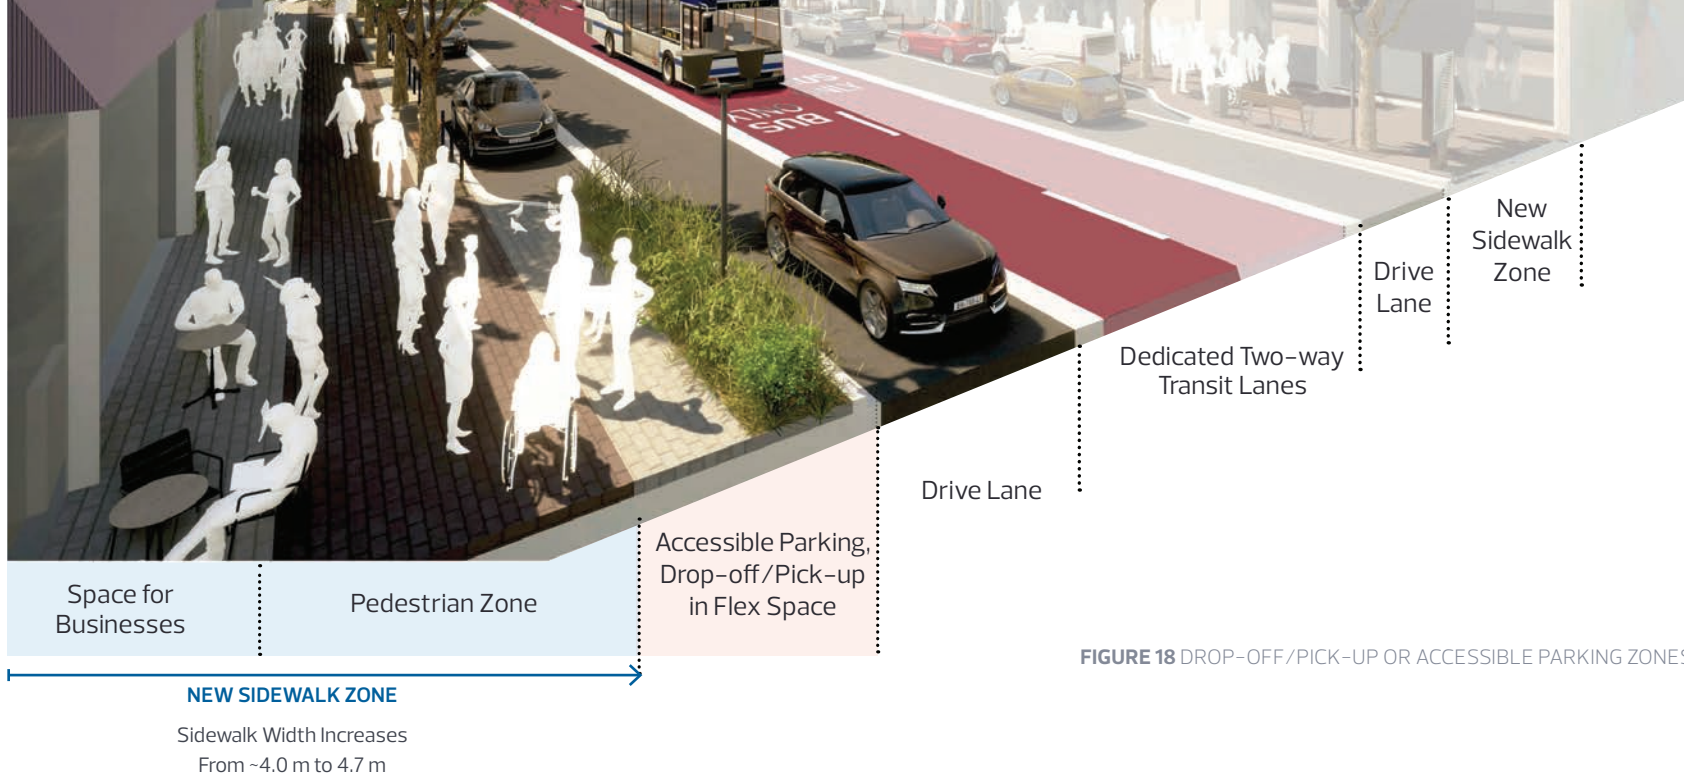 Line 74
BUS
ONLY
New
Sidewalk
Zone
Drive
Lane
Dedicated Two-way
Transit Lanes
Drive Lane
Accessible Parking,
Drop-off/Pick-up
in Flex Space
Space for
Businesses
Pedestrian Zone
FIGURE 18 DROP-OFF/PICK-UP OR ACCESSIBLE PARKING ZONES
NEW SIDEWALK ZONE
Sidewalk Width Increases
From ~4.0 m to 4.7 m